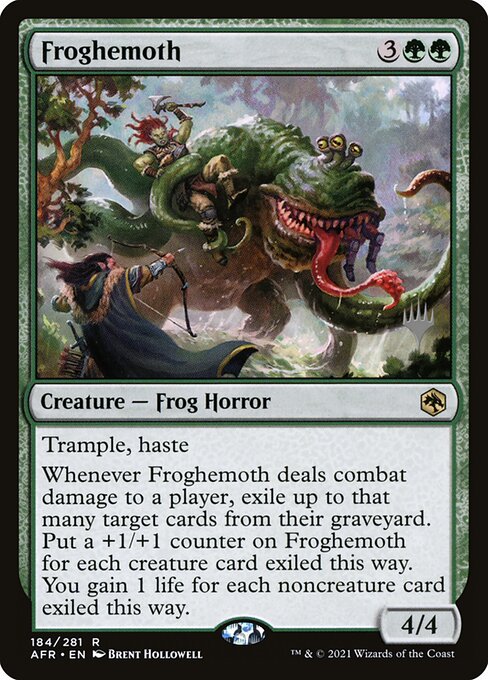 Froghemoth 3
Creature — Frog Horror
Trample, haste
Whenever Froghemoth deals combat
damage to a player, exile up to that
many target cards from their graveyard.
Put a +1/+1 counter on Froghemoth
for each creature card exiled this way.
You gain 1 life for each noncreature card
exiled this way.
4/4
184/281 R
AFR • EN Brent Hollowell
™ & © 2021 Wizards of the Coast